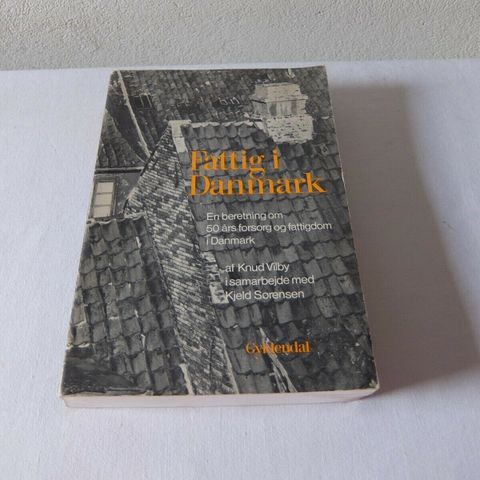 Fattig i
Danmark
En beretning om
50 års forsorg og fattigdom
i Danmark
af Knud Vilby
i samarbejde med
Kjeld Sørensen
Gyldendal